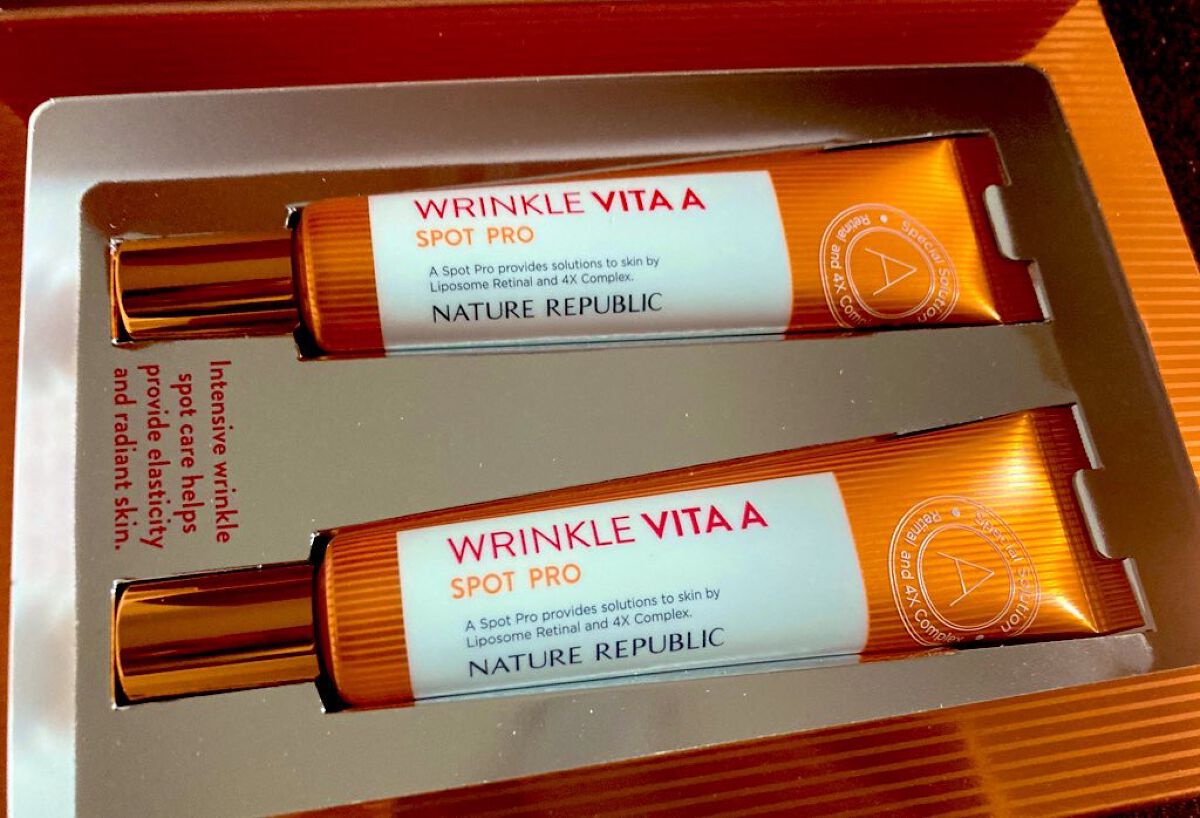 WRINKLE VITA A
SPOT PRO
A Spot Pro provides solutions to skin by
Liposome Retinal and 4X Complex.
NATURE REPUBLIC
Special Solution
Retinal and 4X
A
Intensive wrinkle
spot care helps
provide elasticity
and radiant skin.
WRINKLE VITA A
SPOT PRO
A Spot Pro provides solutions to skin by
Liposome Retinal and 4X Complex.
NATURE REPUBLIC
Special Solution
Retinal and 4X Complex
A